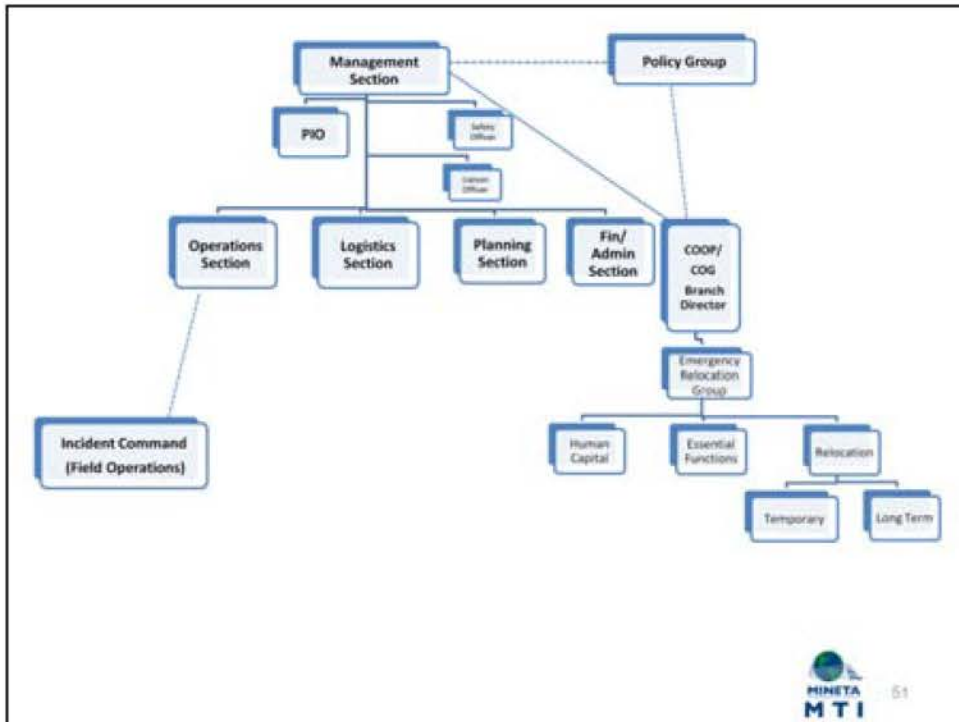 Management
Section
Policy Group
PIO
Safety
Officer
Liaison
Officer
Operations
Section
Logistics
Section
Planning
Section
Fin/
Admin
Section
COOP/
COG
Branch
Director
Emergency
Relocation
Group
Incident Command
(Field Operations)
Human
Capital
Essential
Functions
Relocation
Temporary
Long Term
MINETA
MTI
51